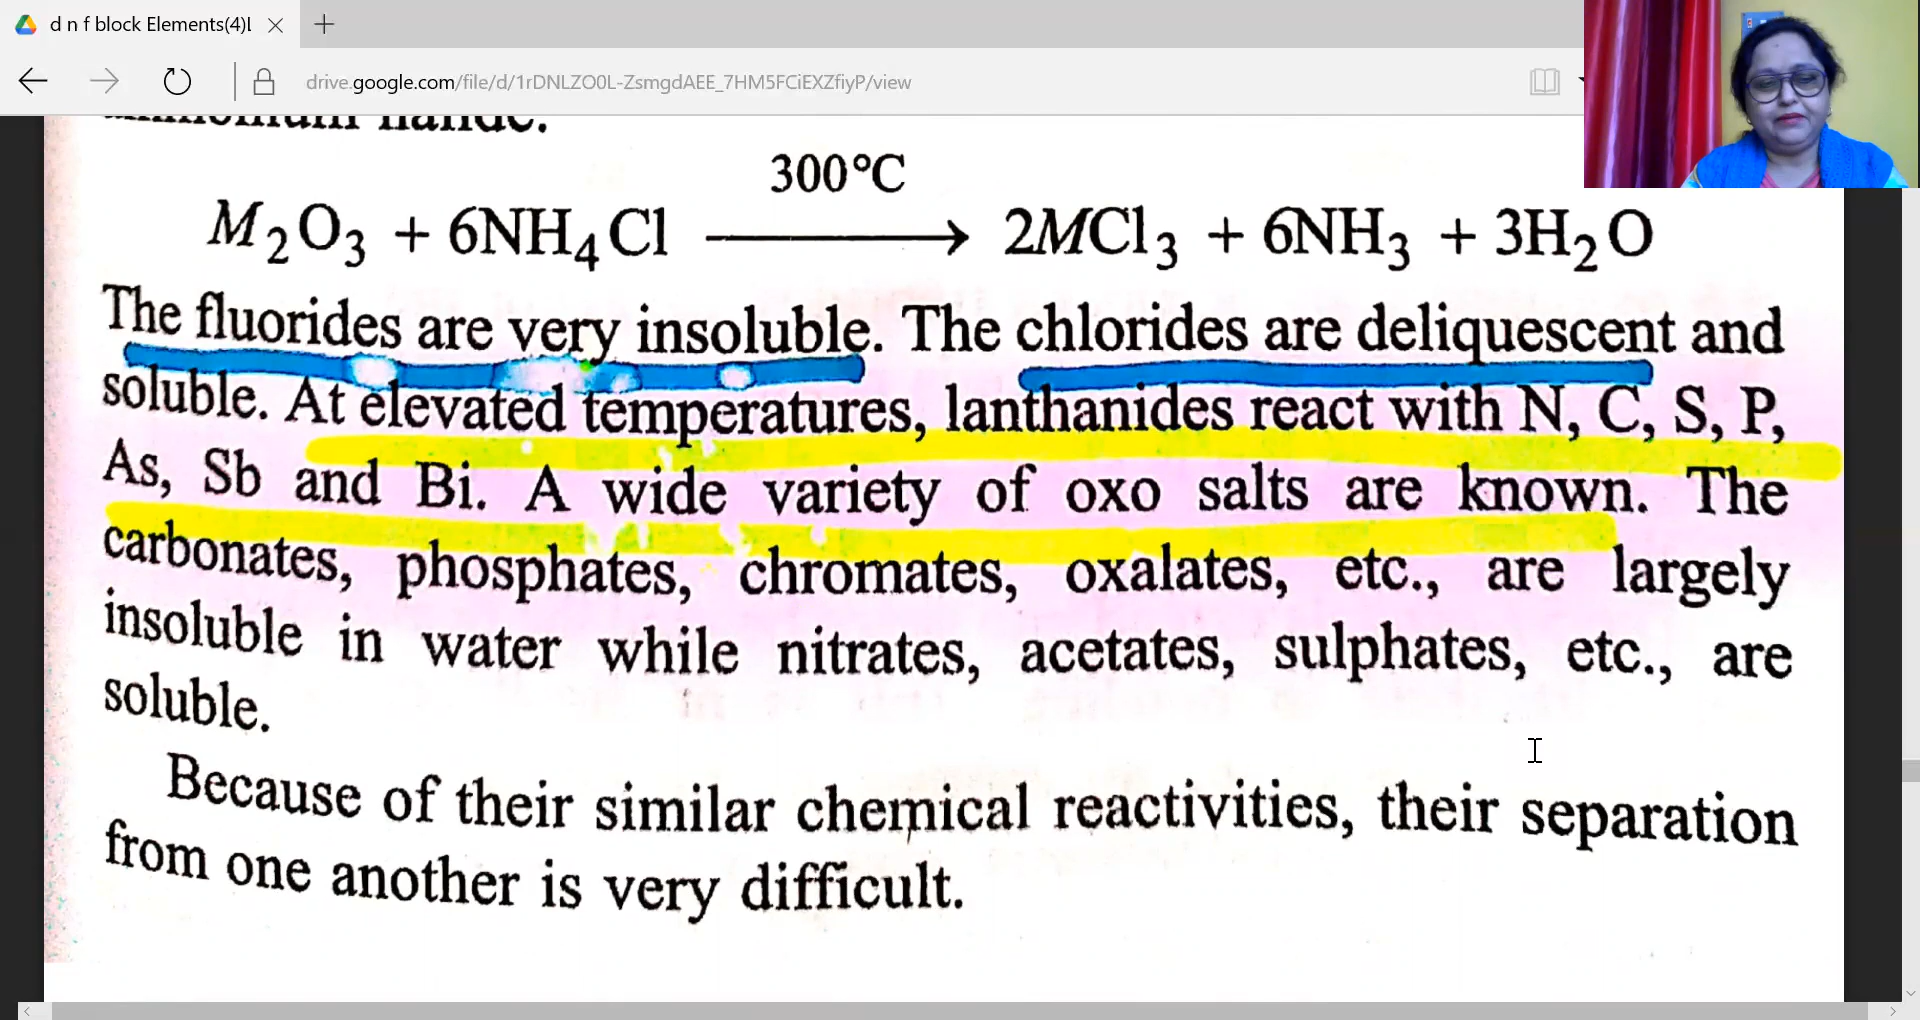 d n f block Elements(4)l
drive.google.com/file/d/1rDNLZO0L-ZsmgdAEE_7HM5FCiEXZfiyP/view
300°C
M₂O₃ + 6NH₄Cl ⟶ 2MCl₃ + 6NH₃ + 3H₂O
The fluorides are very insoluble. The chlorides are deliquescent and
soluble. At elevated temperatures, lanthanides react with N, C, S, P,
As, Sb and Bi. A wide variety of oxo salts are known. The
carbonates, phosphates, chromates, oxalates, etc., are largely
insoluble in water while nitrates, acetates, sulphates, etc., are
soluble.
Because of their similar chemical reactivities, their separation
from one another is very difficult.